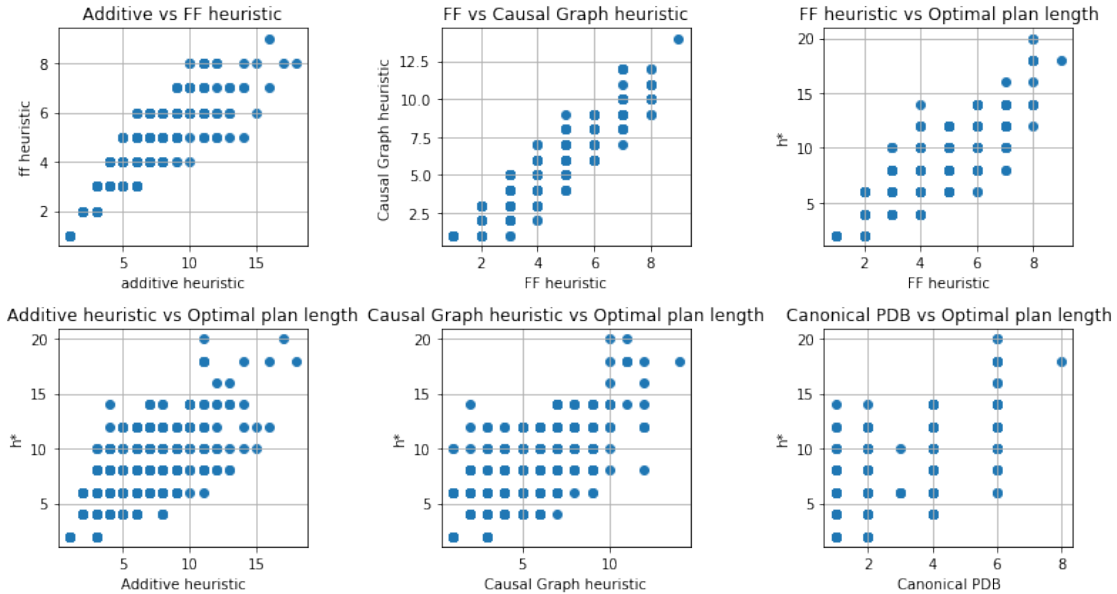 Additive vs FF heuristic
ff heuristic
8
6
4
2
5
10
15
additive heuristic
FF vs Causal Graph heuristic
Causal Graph heuristic
12.5
10.0
7.5
5.0
2.5
2
4
6
8
FF heuristic
FF heuristic vs Optimal plan length
h*
20
15
10
5
2
4
6
8
FF heuristic
Additive heuristic vs Optimal plan length
h*
20
15
10
5
5
10
15
Additive heuristic
Causal Graph heuristic vs Optimal plan length
h*
20
15
10
5
5
10
Causal Graph heuristic
Canonical PDB vs Optimal plan length
h*
20
15
10
5
2
4
6
8
Canonical PDB